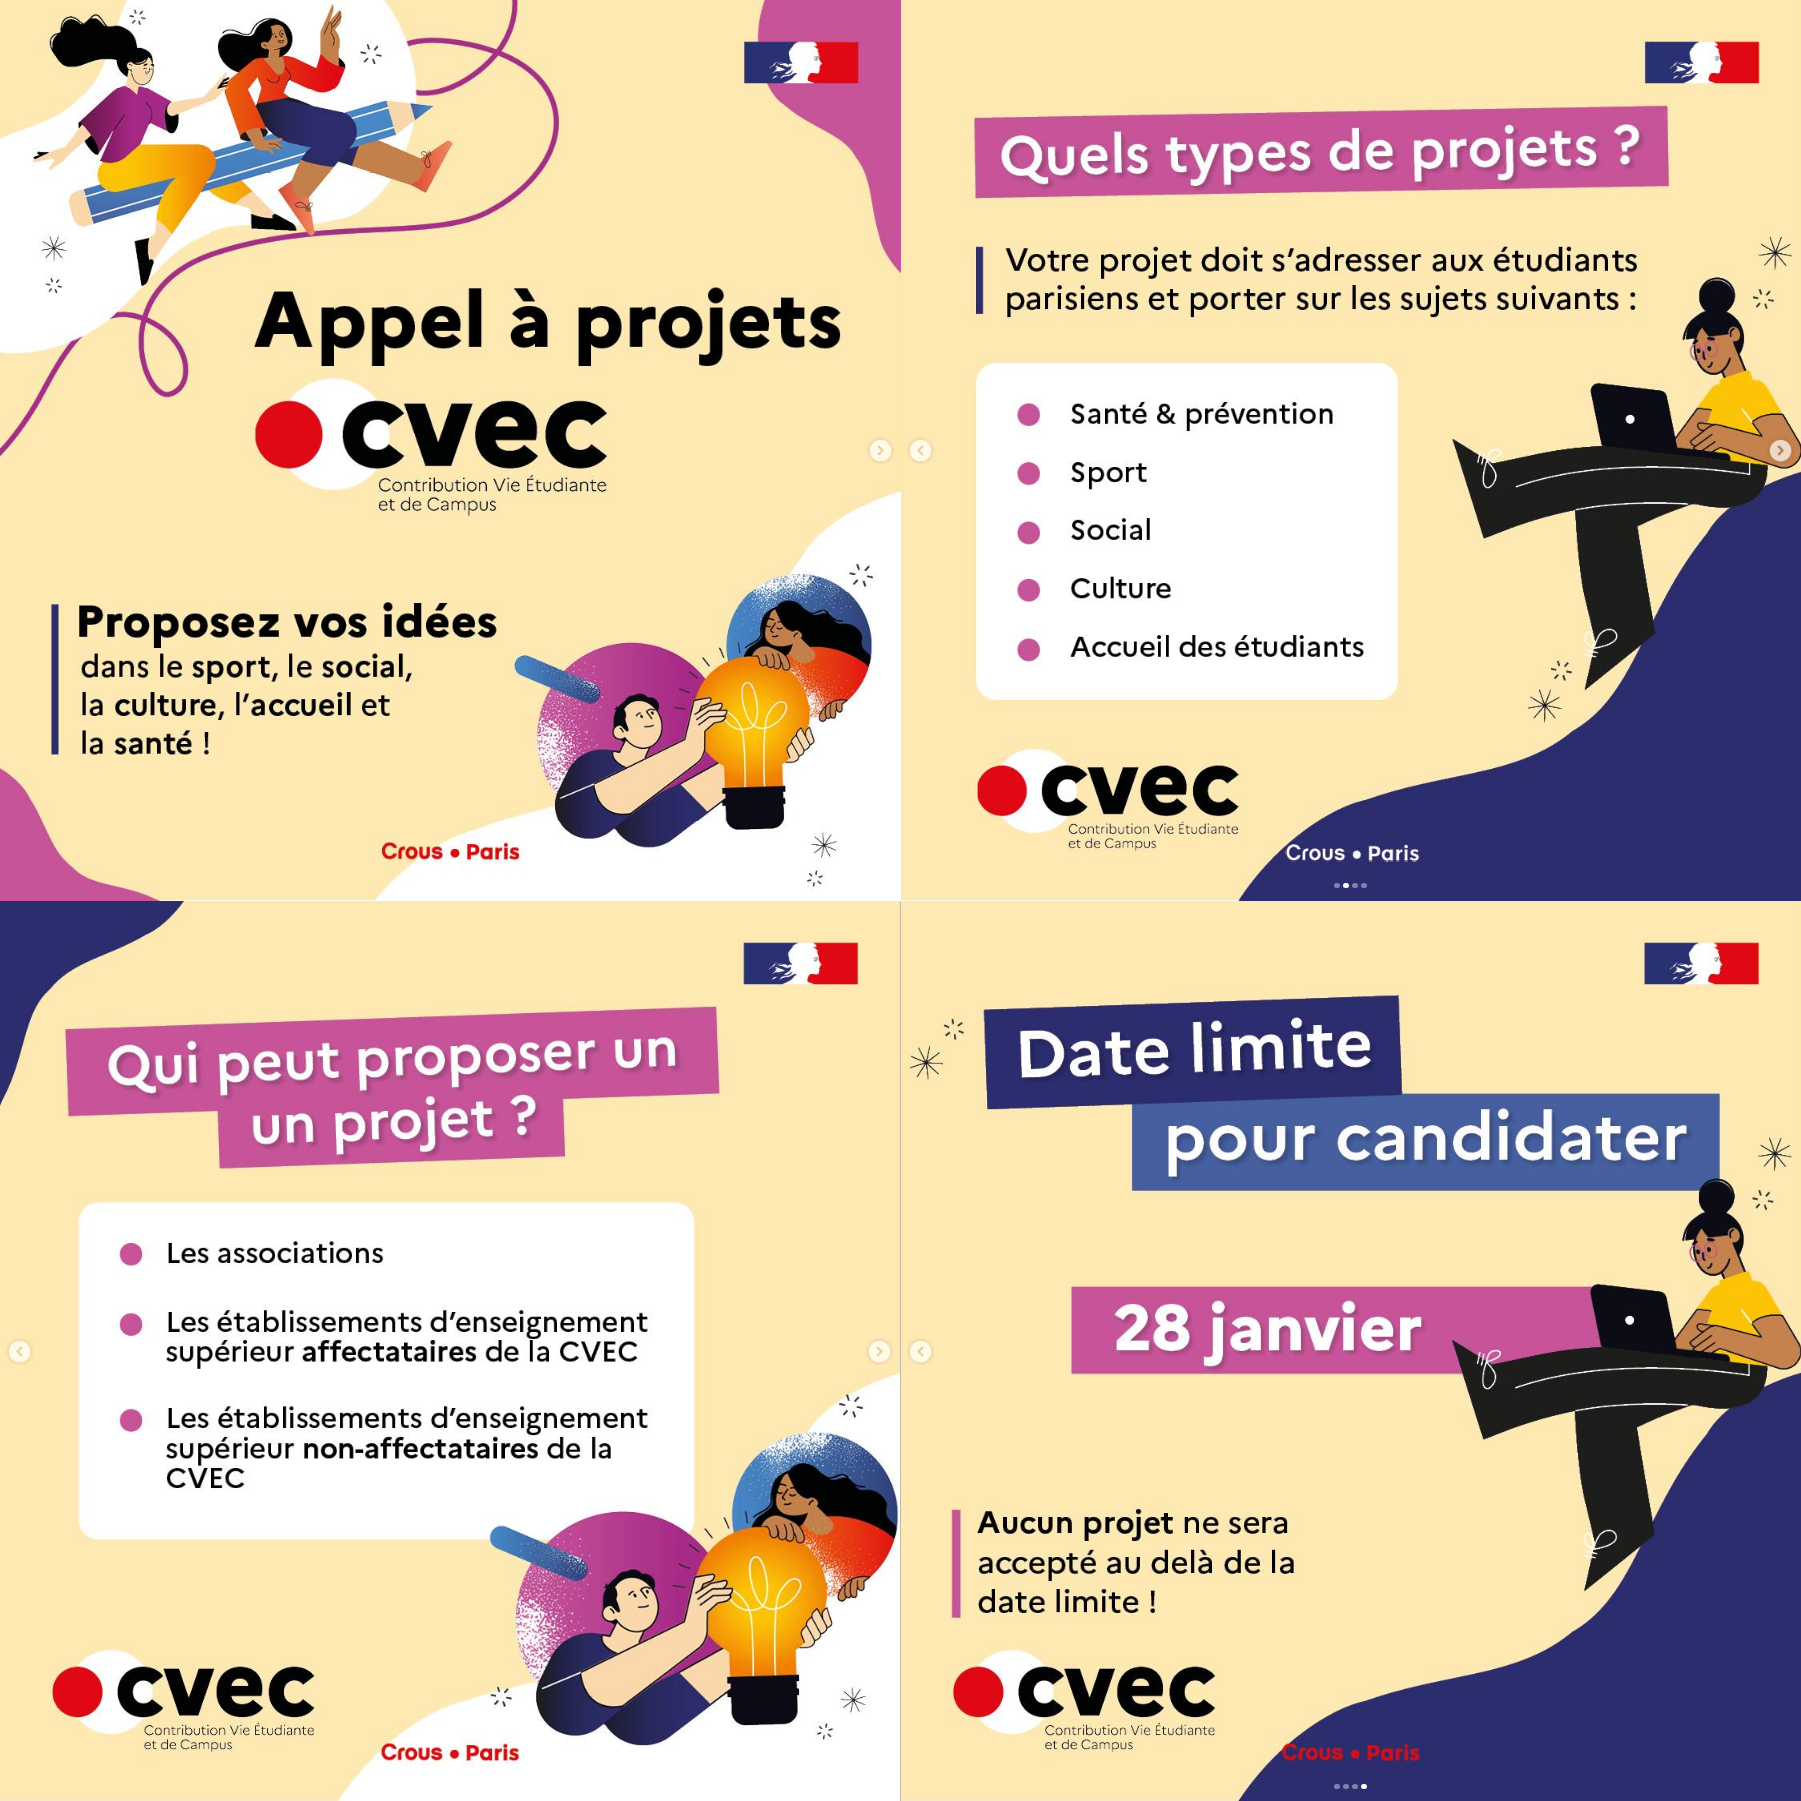 Appel à projets
cvec
Contribution Vie Étudiante
et de Campus
Proposez vos idées
dans le sport, le social,
la culture, l'accueil et
la santé !
Crous • Paris
Quels types de projets ?
Votre projet doit s'adresser aux étudiants
parisiens et porter sur les sujets suivants :
Santé & prévention
Sport
Social
Culture
Accueil des étudiants
cvec
Contribution Vie Étudiante
et de Campus
Crous • Paris
Qui peut proposer un
un projet ?
Les associations
Les établissements d'enseignement
supérieur affectataires de la CVEC
Les établissements d'enseignement
supérieur non-affectataires de la
CVEC
cvec
Contribution Vie Étudiante
et de Campus
Crous • Paris
Date limite
pour candidater
28 janvier
Aucun projet ne sera
accepté au delà de la
date limite !
cvec
Contribution Vie Étudiante
et de Campus
Crous • Paris